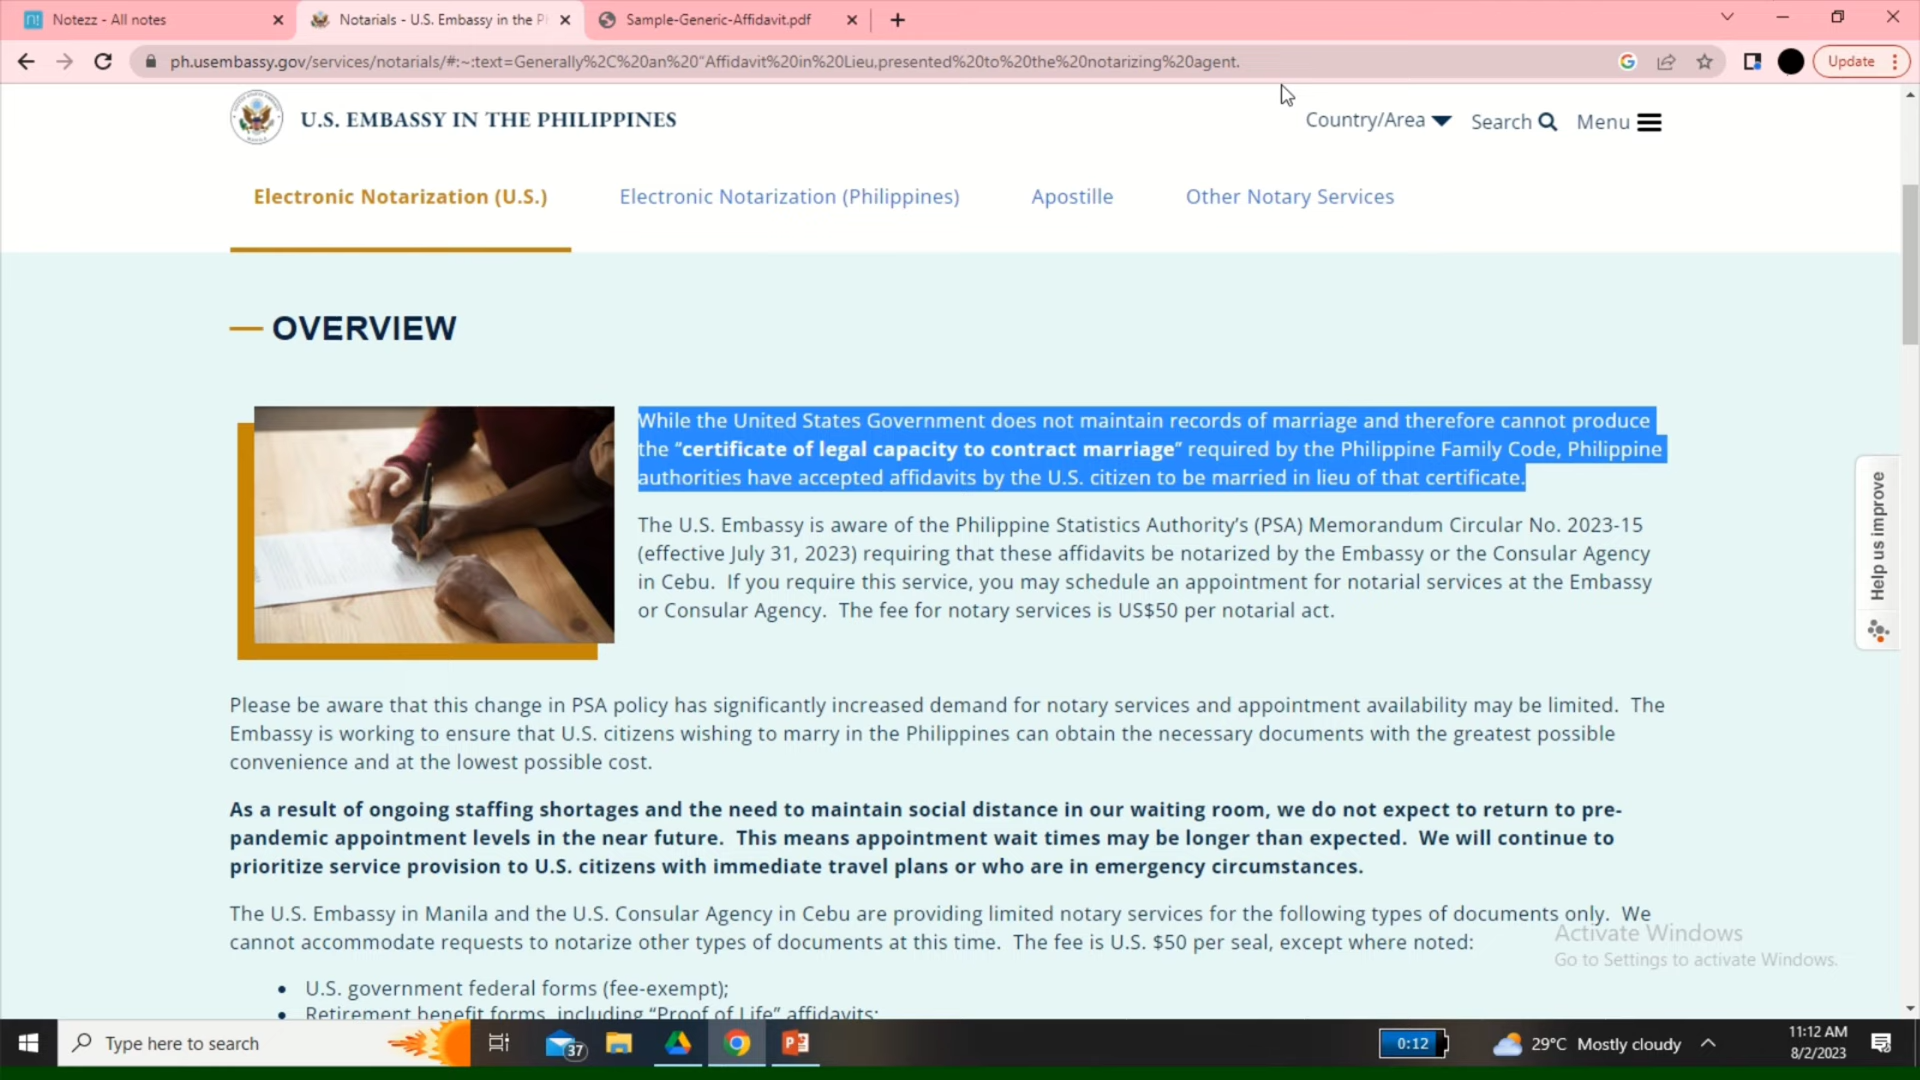 Notezz - All notes
Notarials - U.S. Embassy in the P
Sample-Generic-Affidavit.pdf
ph.usembassy.gov/services/notarials/#:~:text=Generally%2C%20an%20“Affidavit%20in%20Lieu,presented%20to%20the%20notarizing%20agent.
Update
U.S. EMBASSY IN THE PHILIPPINES
Country/Area
Search
Menu
Electronic Notarization (U.S.)
Electronic Notarization (Philippines)
Apostille
Other Notary Services
OVERVIEW
While the United States Government does not maintain records of marriage and therefore cannot produce
the “certificate of legal capacity to contract marriage” required by the Philippine Family Code, Philippine
authorities have accepted affidavits by the U.S. citizen to be married in lieu of that certificate.
The U.S. Embassy is aware of the Philippine Statistics Authority’s (PSA) Memorandum Circular No. 2023-15
(effective July 31, 2023) requiring that these affidavits be notarized by the Embassy or the Consular Agency
in Cebu.  If you require this service, you may schedule an appointment for notarial services at the Embassy
or Consular Agency.  The fee for notary services is US$50 per notarial act.
Help us improve
Please be aware that this change in PSA policy has significantly increased demand for notary services and appointment availability may be limited.  The
Embassy is working to ensure that U.S. citizens wishing to marry in the Philippines can obtain the necessary documents with the greatest possible
convenience and at the lowest possible cost.
As a result of ongoing staffing shortages and the need to maintain social distance in our waiting room, we do not expect to return to pre-
pandemic appointment levels in the near future.  This means appointment wait times may be longer than expected.  We will continue to
prioritize service provision to U.S. citizens with immediate travel plans or who are in emergency circumstances.
The U.S. Embassy in Manila and the U.S. Consular Agency in Cebu are providing limited notary services for the following types of documents only.  We
cannot accommodate requests to notarize other types of documents at this time.  The fee is U.S. $50 per seal, except where noted:
Activate Windows
Go to Settings to activate Windows.
• U.S. government federal forms (fee-exempt);
• Retirement benefit forms, including “Proof of Life” affidavits;
Type here to search
37
0:12
29°C Mostly cloudy
11:12 AM
8/2/2023